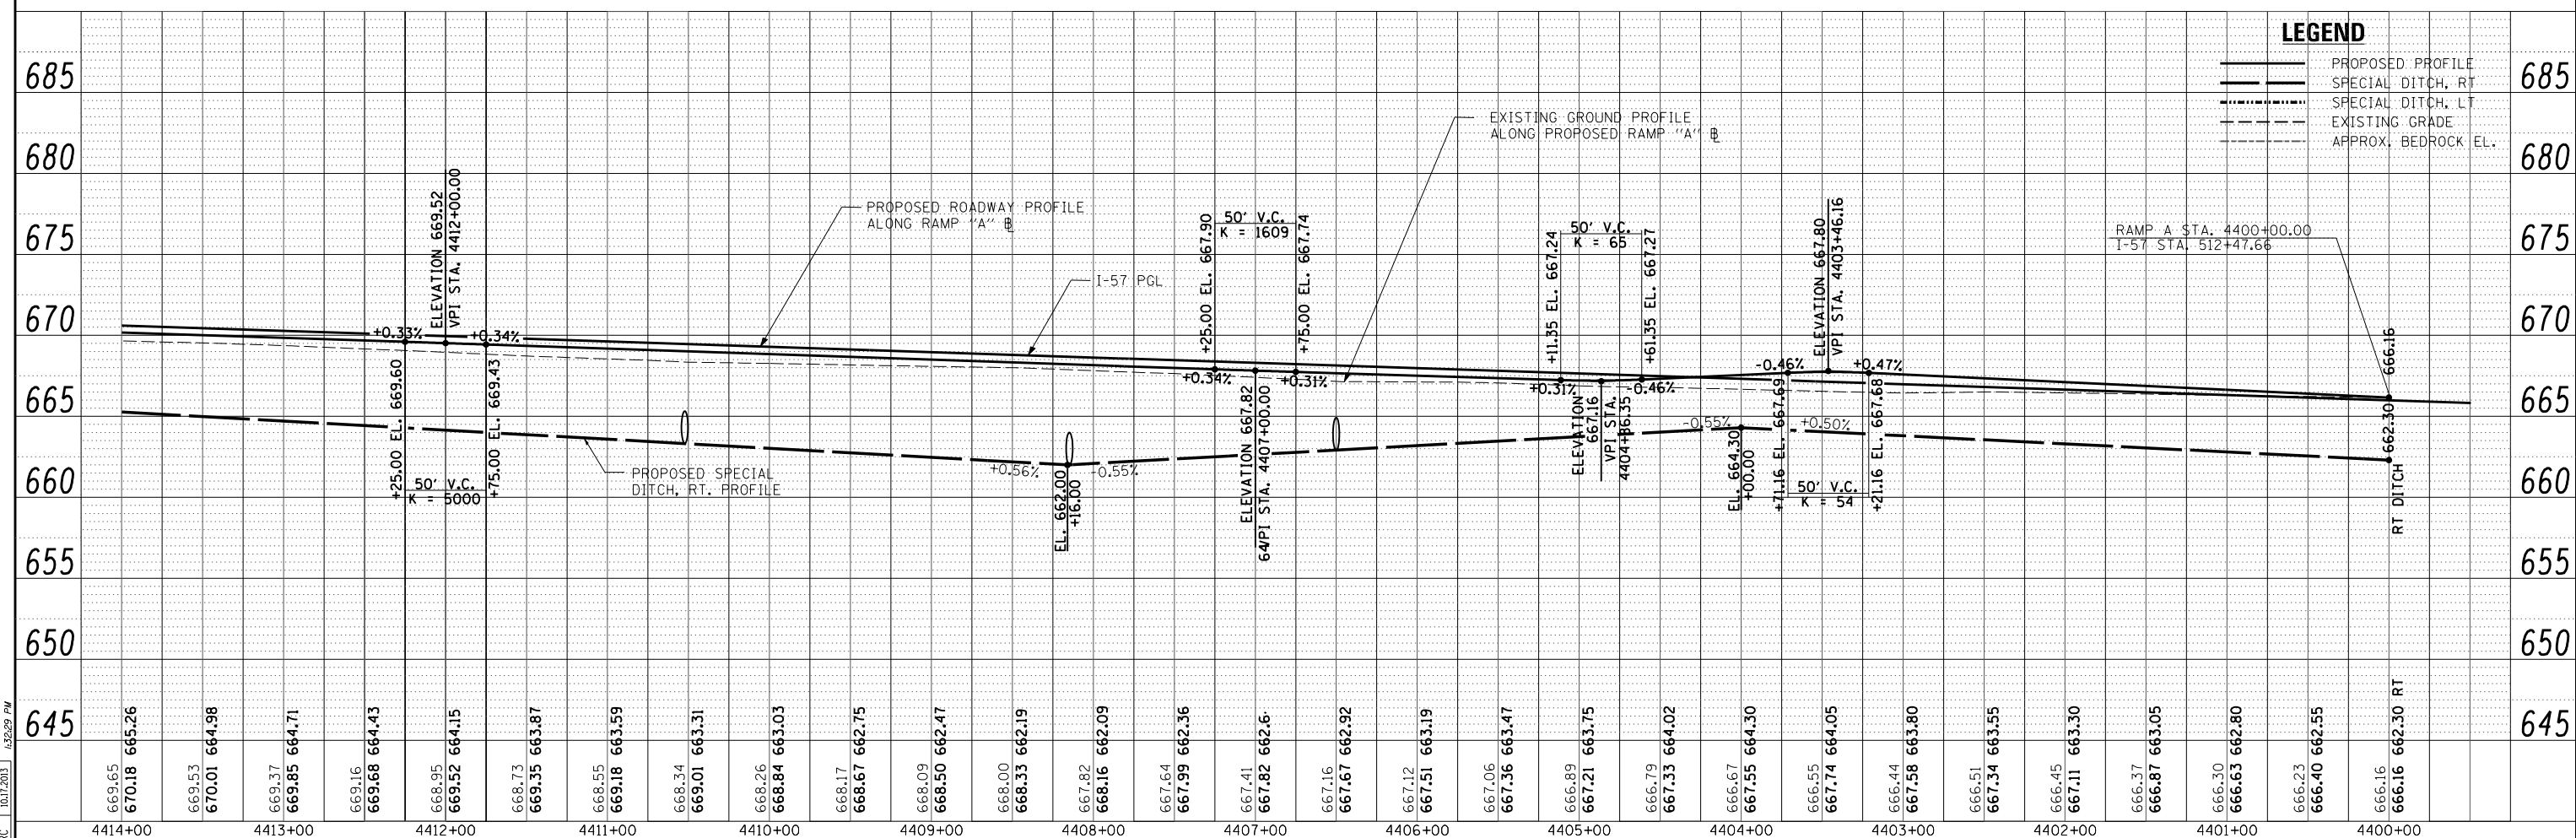 LEGEND
PROPOSED PROFILE
SPECIAL DITCH, RT
SPECIAL DITCH, LT
EXISTING GRADE
APPROX. BEDROCK EL.
685
685
680
680
675
675
670
670
665
665
660
660
655
655
650
650
645
645
EXISTING GROUND PROFILE
ALONG PROPOSED RAMP "A" ℄
PROPOSED ROADWAY PROFILE
ALONG RAMP "A" ℄
I-57 PGL
RAMP A STA. 4400+00.00
I-57 STA. 512+47.66
ELEVATION 669.52
VPI STA. 4412+00.00
+0.33%
+0.34%
+25.00 EL. 669.60
+75.00 EL. 669.43
50' V.C.
K = 5000
PROPOSED SPECIAL
DITCH, RT. PROFILE
+0.56%
-0.55%
EL. 662.00
+16.00
+25.00 EL. 667.90
50' V.C.
K = 1609
+75.00 EL. 667.74
+0.34%
+0.31%
ELEVATION 667.82
VPI STA. 4407+00.00
+11.35 EL. 667.24
50' V.C.
K = 65
+61.35 EL. 667.27
+0.31%
-0.46%
ELEVATION
667.16
VPI STA.
4404+86.35
-0.55%
+0.50%
EL. 664.30
+00.00
-0.46%
+0.47%
ELEVATION 667.80
VPI STA. 4403+46.16
+71.16 EL. 667.69
50' V.C.
K = 54
+21.16 EL. 667.68
666.16
662.30
RT DITCH
665.26 664.98 664.71 664.43 664.15 663.87 663.59 663.31 663.03 662.75 662.47 662.19 662.09 662.36 662.6 64 662.92 663.19 663.47 663.75 664.02 664.30 664.05 663.80 663.55 663.30 663.05 662.80 662.55 662.30 RT RT
669.65 669.53 669.37 669.16 668.95 668.73 668.55 668.34 668.26 668.17 668.09 668.00 667.82 667.64 667.41 667.16 667.12 667.06 666.89 666.79 666.67 666.55 666.44 666.51 666.45 666.37 666.30 666.23 666.16
670.18 670.01 669.85 669.68 669.52 669.35 669.18 669.01 668.84 668.67 668.50 668.33 668.16 667.99 667.82 667.67 667.51 667.36 667.21 667.33 667.55 667.74 667.58 667.34 667.11 666.87 666.63 666.40 666.16
4414+00 4413+00 4412+00 4411+00 4410+00 4409+00 4408+00 4407+00 4406+00 4405+00 4404+00 4403+00 4402+00 4401+00 4400+00
1:32:29 PM
10.17.2013